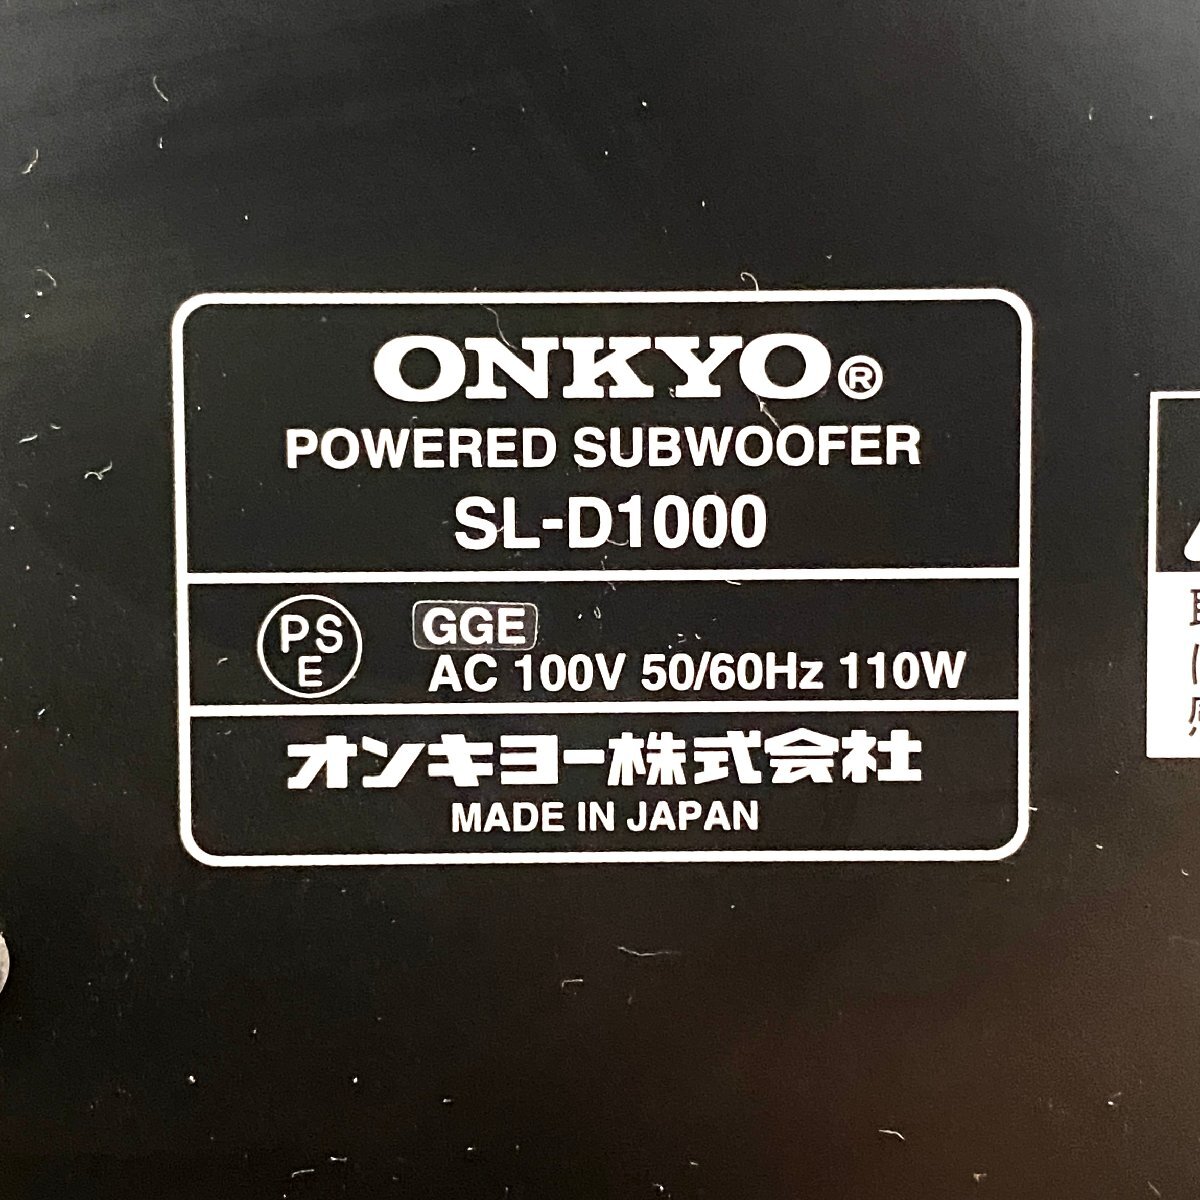 ONKYO®
POWERED SUBWOOFER
SL-D1000
PS
E
GGE
AC 100V 50/60Hz 110W
オンキヨー株式会社
MADE IN JAPAN